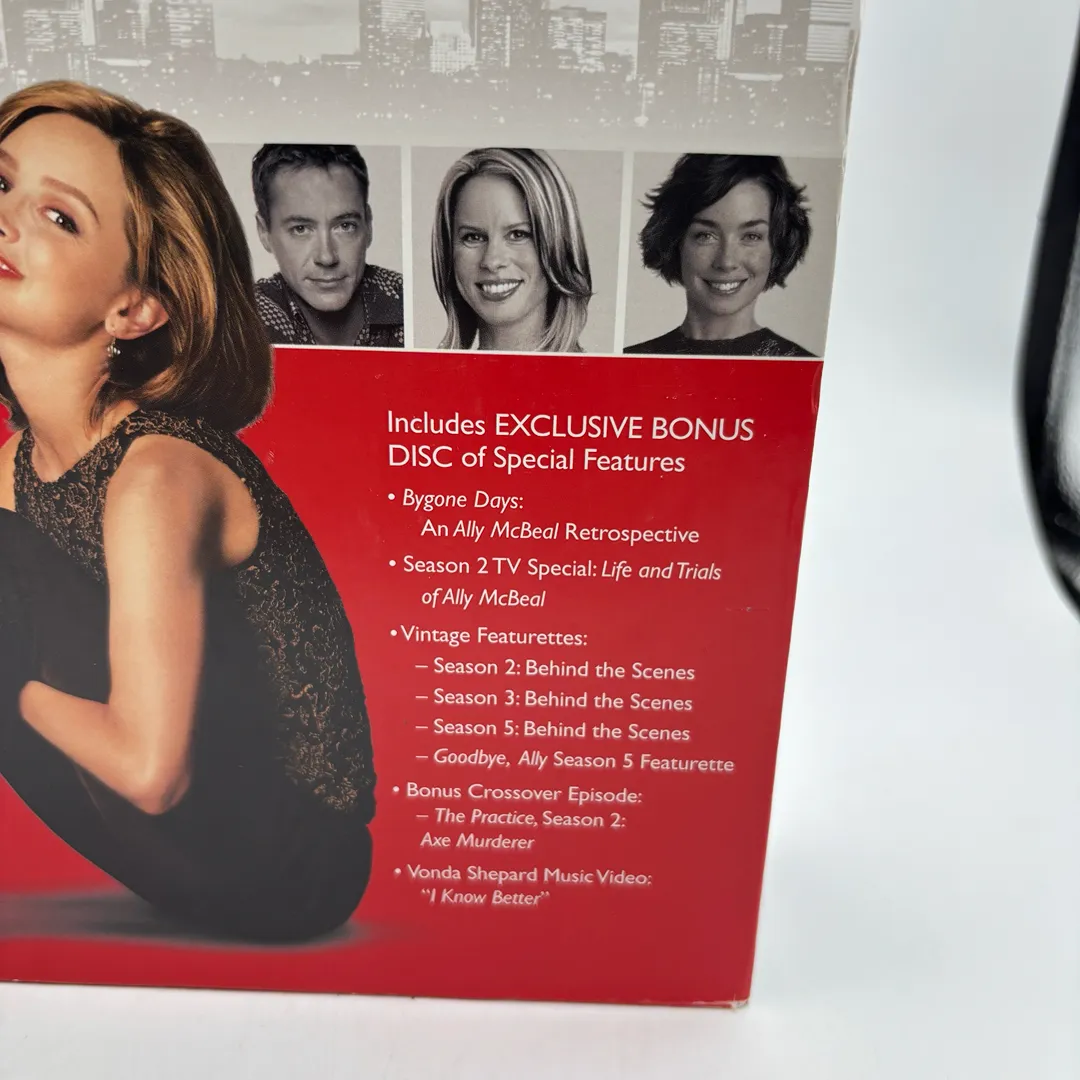 Includes EXCLUSIVE BONUS
DISC of Special Features
• Bygone Days:
An Ally McBeal Retrospective
• Season 2 TV Special: Life and Trials
of Ally McBeal
• Vintage Featurettes:
– Season 2: Behind the Scenes
– Season 3: Behind the Scenes
– Season 5: Behind the Scenes
– Goodbye, Ally Season 5 Featurette
• Bonus Crossover Episode:
– The Practice, Season 2:
Axe Murderer
• Vonda Shepard Music Video:
“I Know Better”